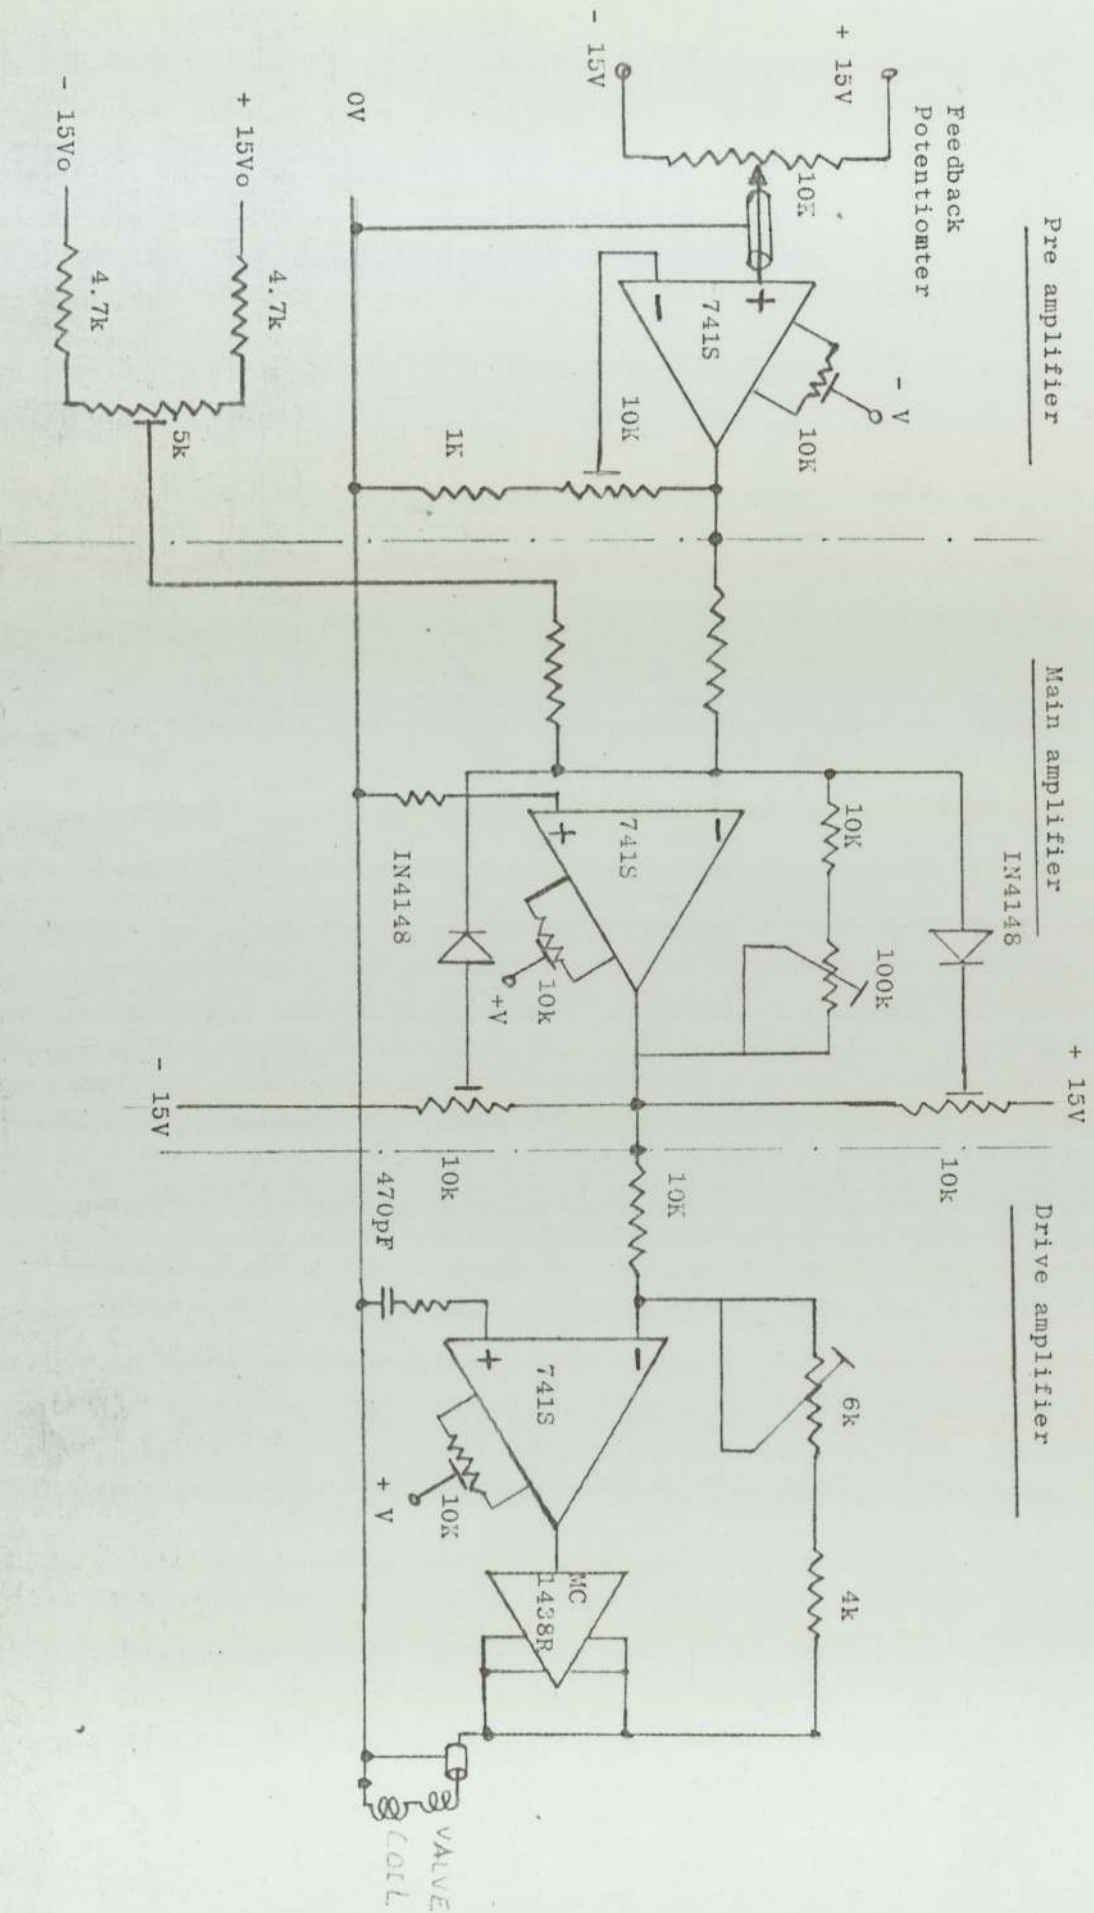 Pre amplifier
Main amplifier
Drive amplifier
Feedback
Potentiomter
+ 15V
- 15V
10K
741S
+
-
- V
10K
10K
1K
0V
+ 15Vo
4.7k
- 15Vo
4.7k
5k
IN4148
+ 15V
10K
100k
10k
-
741S
+
10k
+V
IN4148
- 15V
10k
10K
470pF
6k
4k
-
741S
+
10K
+ V
MC
1438R
VALVE
COIL